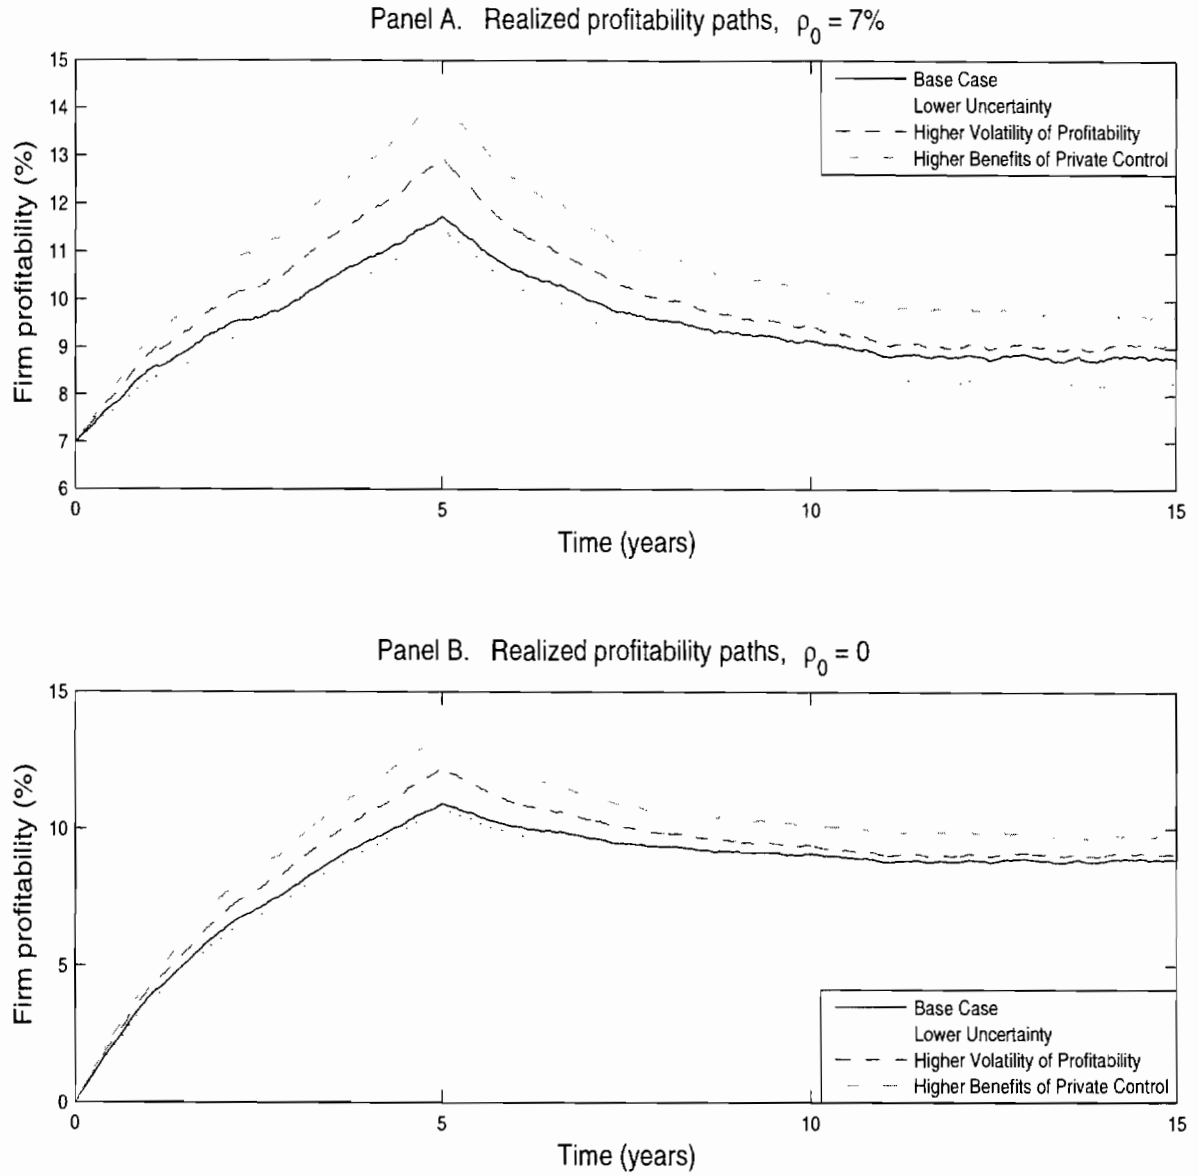 Panel A. Realized profitability paths, ρ0 = 7%
Firm profitability (%)
15
14
13
12
11
10
9
8
7
6
Base Case
Lower Uncertainty
Higher Volatility of Profitability
Higher Benefits of Private Control
0
5
10
15
Time (years)
Panel B. Realized profitability paths, ρ0 = 0
Firm profitability (%)
15
10
5
0
Base Case
Lower Uncertainty
Higher Volatility of Profitability
Higher Benefits of Private Control
0
5
10
15
Time (years)